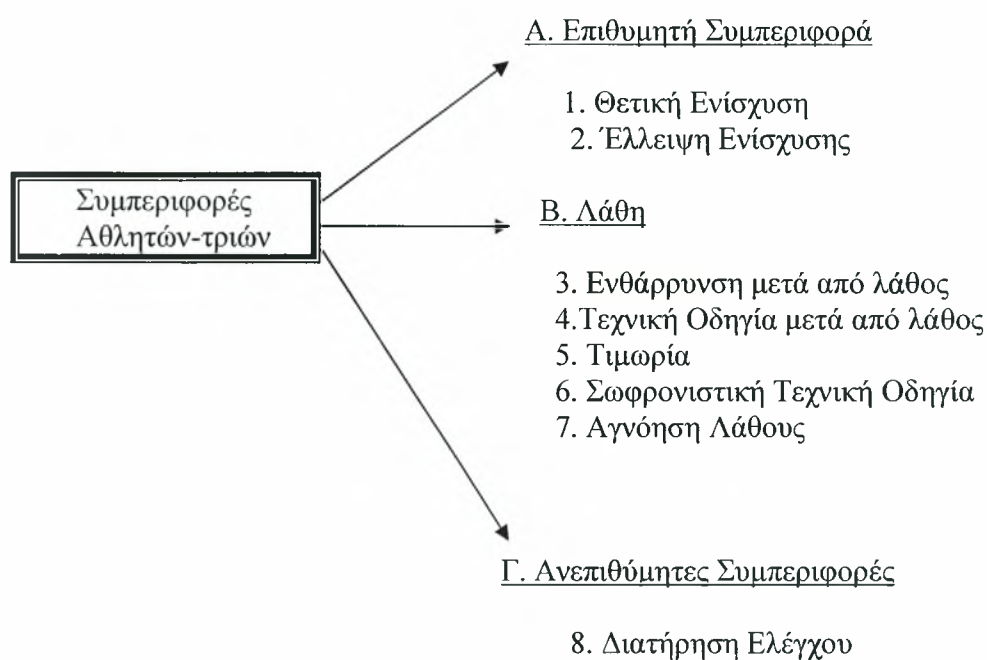 Α. Επιθυμητή Συμπεριφορά
1. Θετική Ενίσχυση
2. Έλλειψη Ενίσχυσης
Συμπεριφορές
Αθλητών-τριών
Β. Λάθη
3. Ενθάρρυνση μετά από λάθος
4.Τεχνική Οδηγία μετά από λάθος
5. Τιμωρία
6. Σωφρονιστική Τεχνική Οδηγία
7. Αγνόηση Λάθους
Γ. Ανεπιθύμητες Συμπεριφορές
8. Διατήρηση Ελέγχου